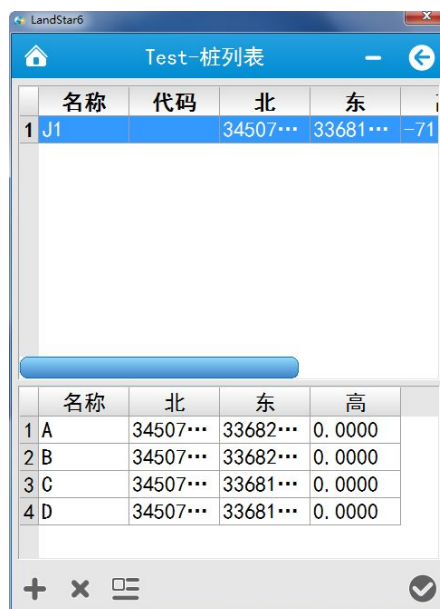 LandStar6
Test-桩列表
名称 代码 北 东
1 J1 34507··· 33681··· -71
名称 北 东 高
1 A 34507··· 33682··· 0.0000
2 B 34507··· 33682··· 0.0000
3 C 34507··· 33681··· 0.0000
4 D 34507··· 33681··· 0.0000